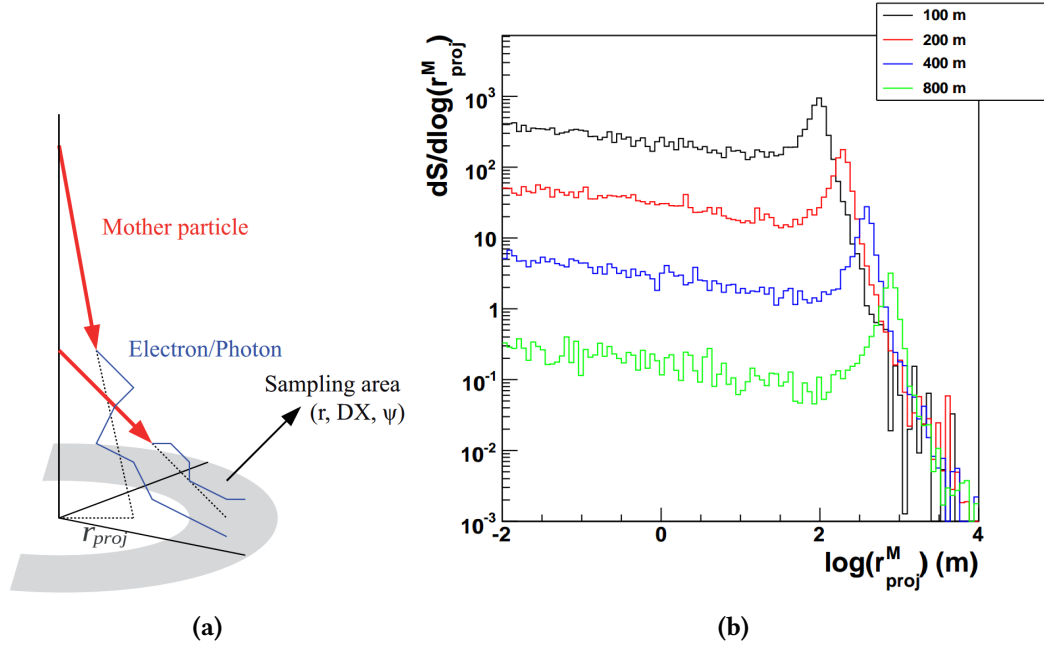 Mother particle
Electron/Photon
Sampling area
(r, DX, ψ)
r_proj
(a)
100 m
200 m
400 m
800 m
dS/dlog(r^M_proj)
10^3
10^2
10
1
10^-1
10^-2
10^-3
-2
0
2
4
log(r^M_proj) (m)
(b)